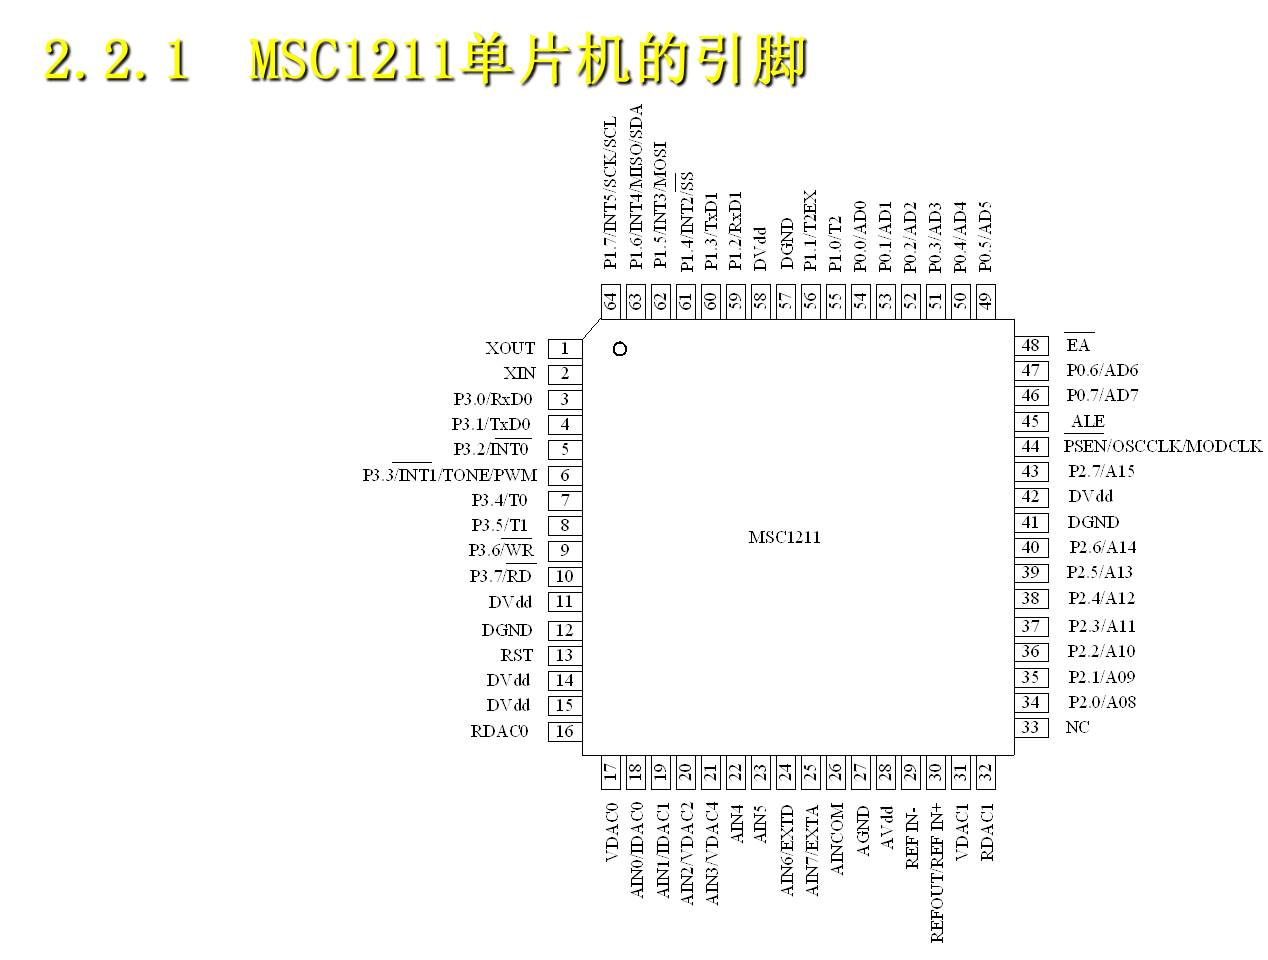 2.2.1 MSC1211单片机的引脚
P1.7/INT5/SCK/SCL
P1.6/INT4/MISO/SDA
P1.5/INT3/MOSI
P1.4/INT2/SS
P1.3/TxD1
P1.2/RxD1
DVdd
DGND
P1.1/T2EX
P1.0/T2
P0.0/AD0
P0.1/AD1
P0.2/AD2
P0.3/AD3
P0.4/AD4
P0.5/AD5
64 63 62 61 60 59 58 57 56 55 54 53 52 51 50 49
XOUT 1
XIN 2
P3.0/RxD0 3
P3.1/TxD0 4
P3.2/INT0 5
P3.3/INT1/TONE/PWM 6
P3.4/T0 7
P3.5/T1 8
P3.6/WR 9
P3.7/RD 10
DVdd 11
DGND 12
RST 13
DVdd 14
DVdd 15
RDAC0 16
MSC1211
48 EA
47 P0.6/AD6
46 P0.7/AD7
45 ALE
44 PSEN/OSCCLK/MODCLK
43 P2.7/A15
42 DVdd
41 DGND
40 P2.6/A14
39 P2.5/A13
38 P2.4/A12
37 P2.3/A11
36 P2.2/A10
35 P2.1/A09
34 P2.0/A08
33 NC
17 18 19 20 21 22 23 24 25 26 27 28 29 30 31 32
VDAC0
AIN0/IDAC0
AIN1/IDAC1
AIN2/VDAC2
AIN3/VDAC4
AIN4
AIN5
AIN6/EXTD
AIN7/EXTA
AINCOM
AGND
AVdd
REF IN-
REFOUT/REF IN+
VDAC1
RDAC1